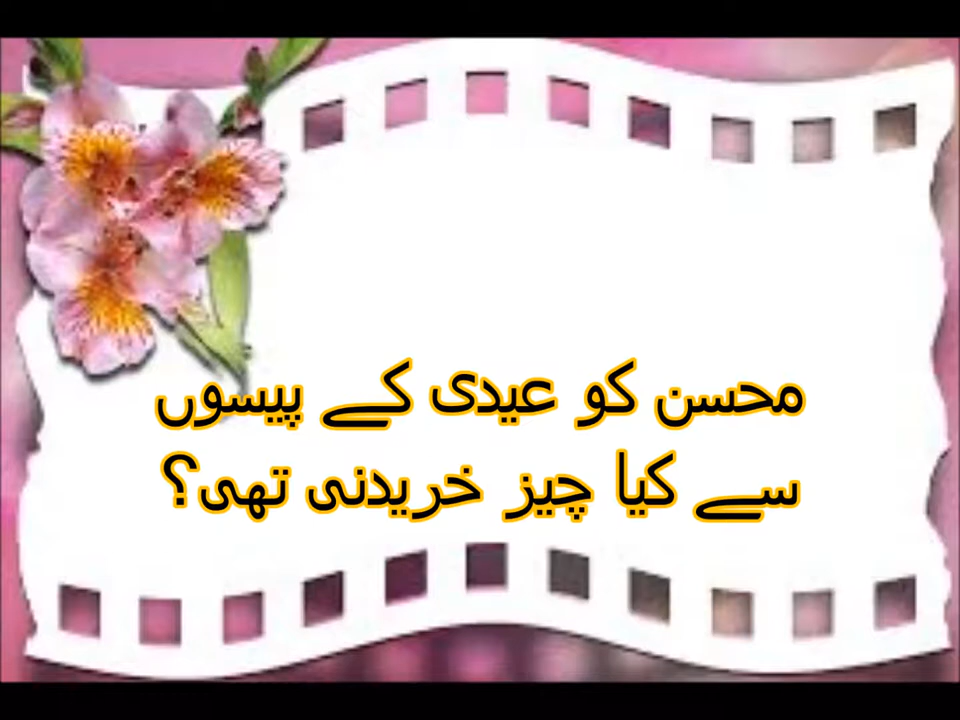 محسن کو عیدی کے پیسوں
سے کیا چیز خریدنی تھی؟